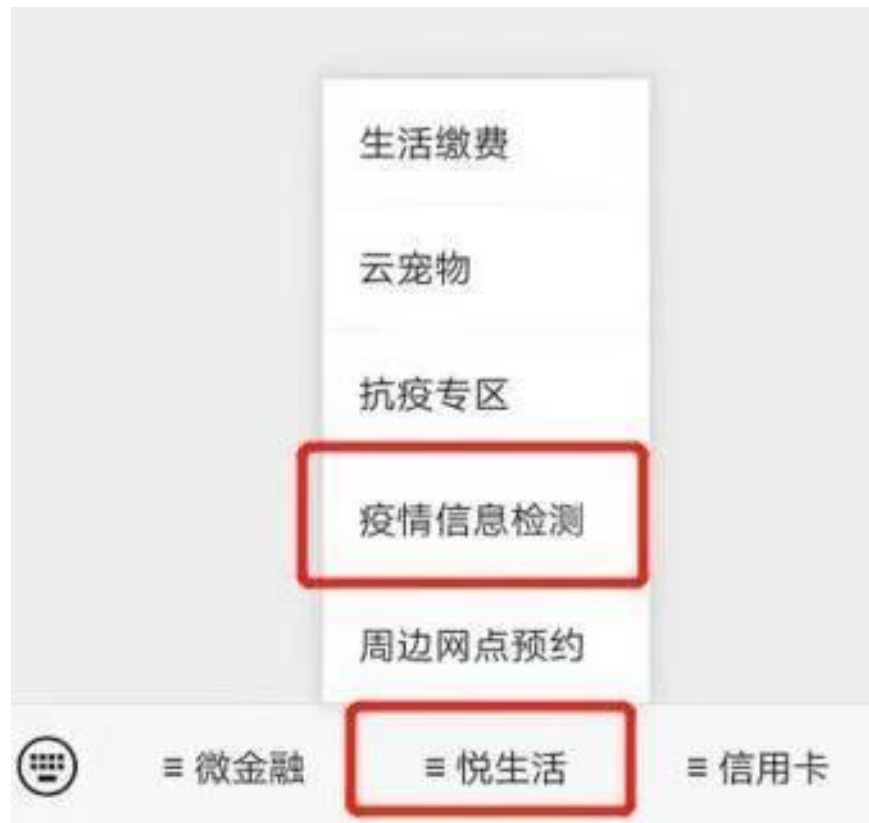 生活缴费
云宠物
抗疫专区
疫情信息检测
周边网点预约
≡ 微金融 ≡ 悦生活 ≡ 信用卡